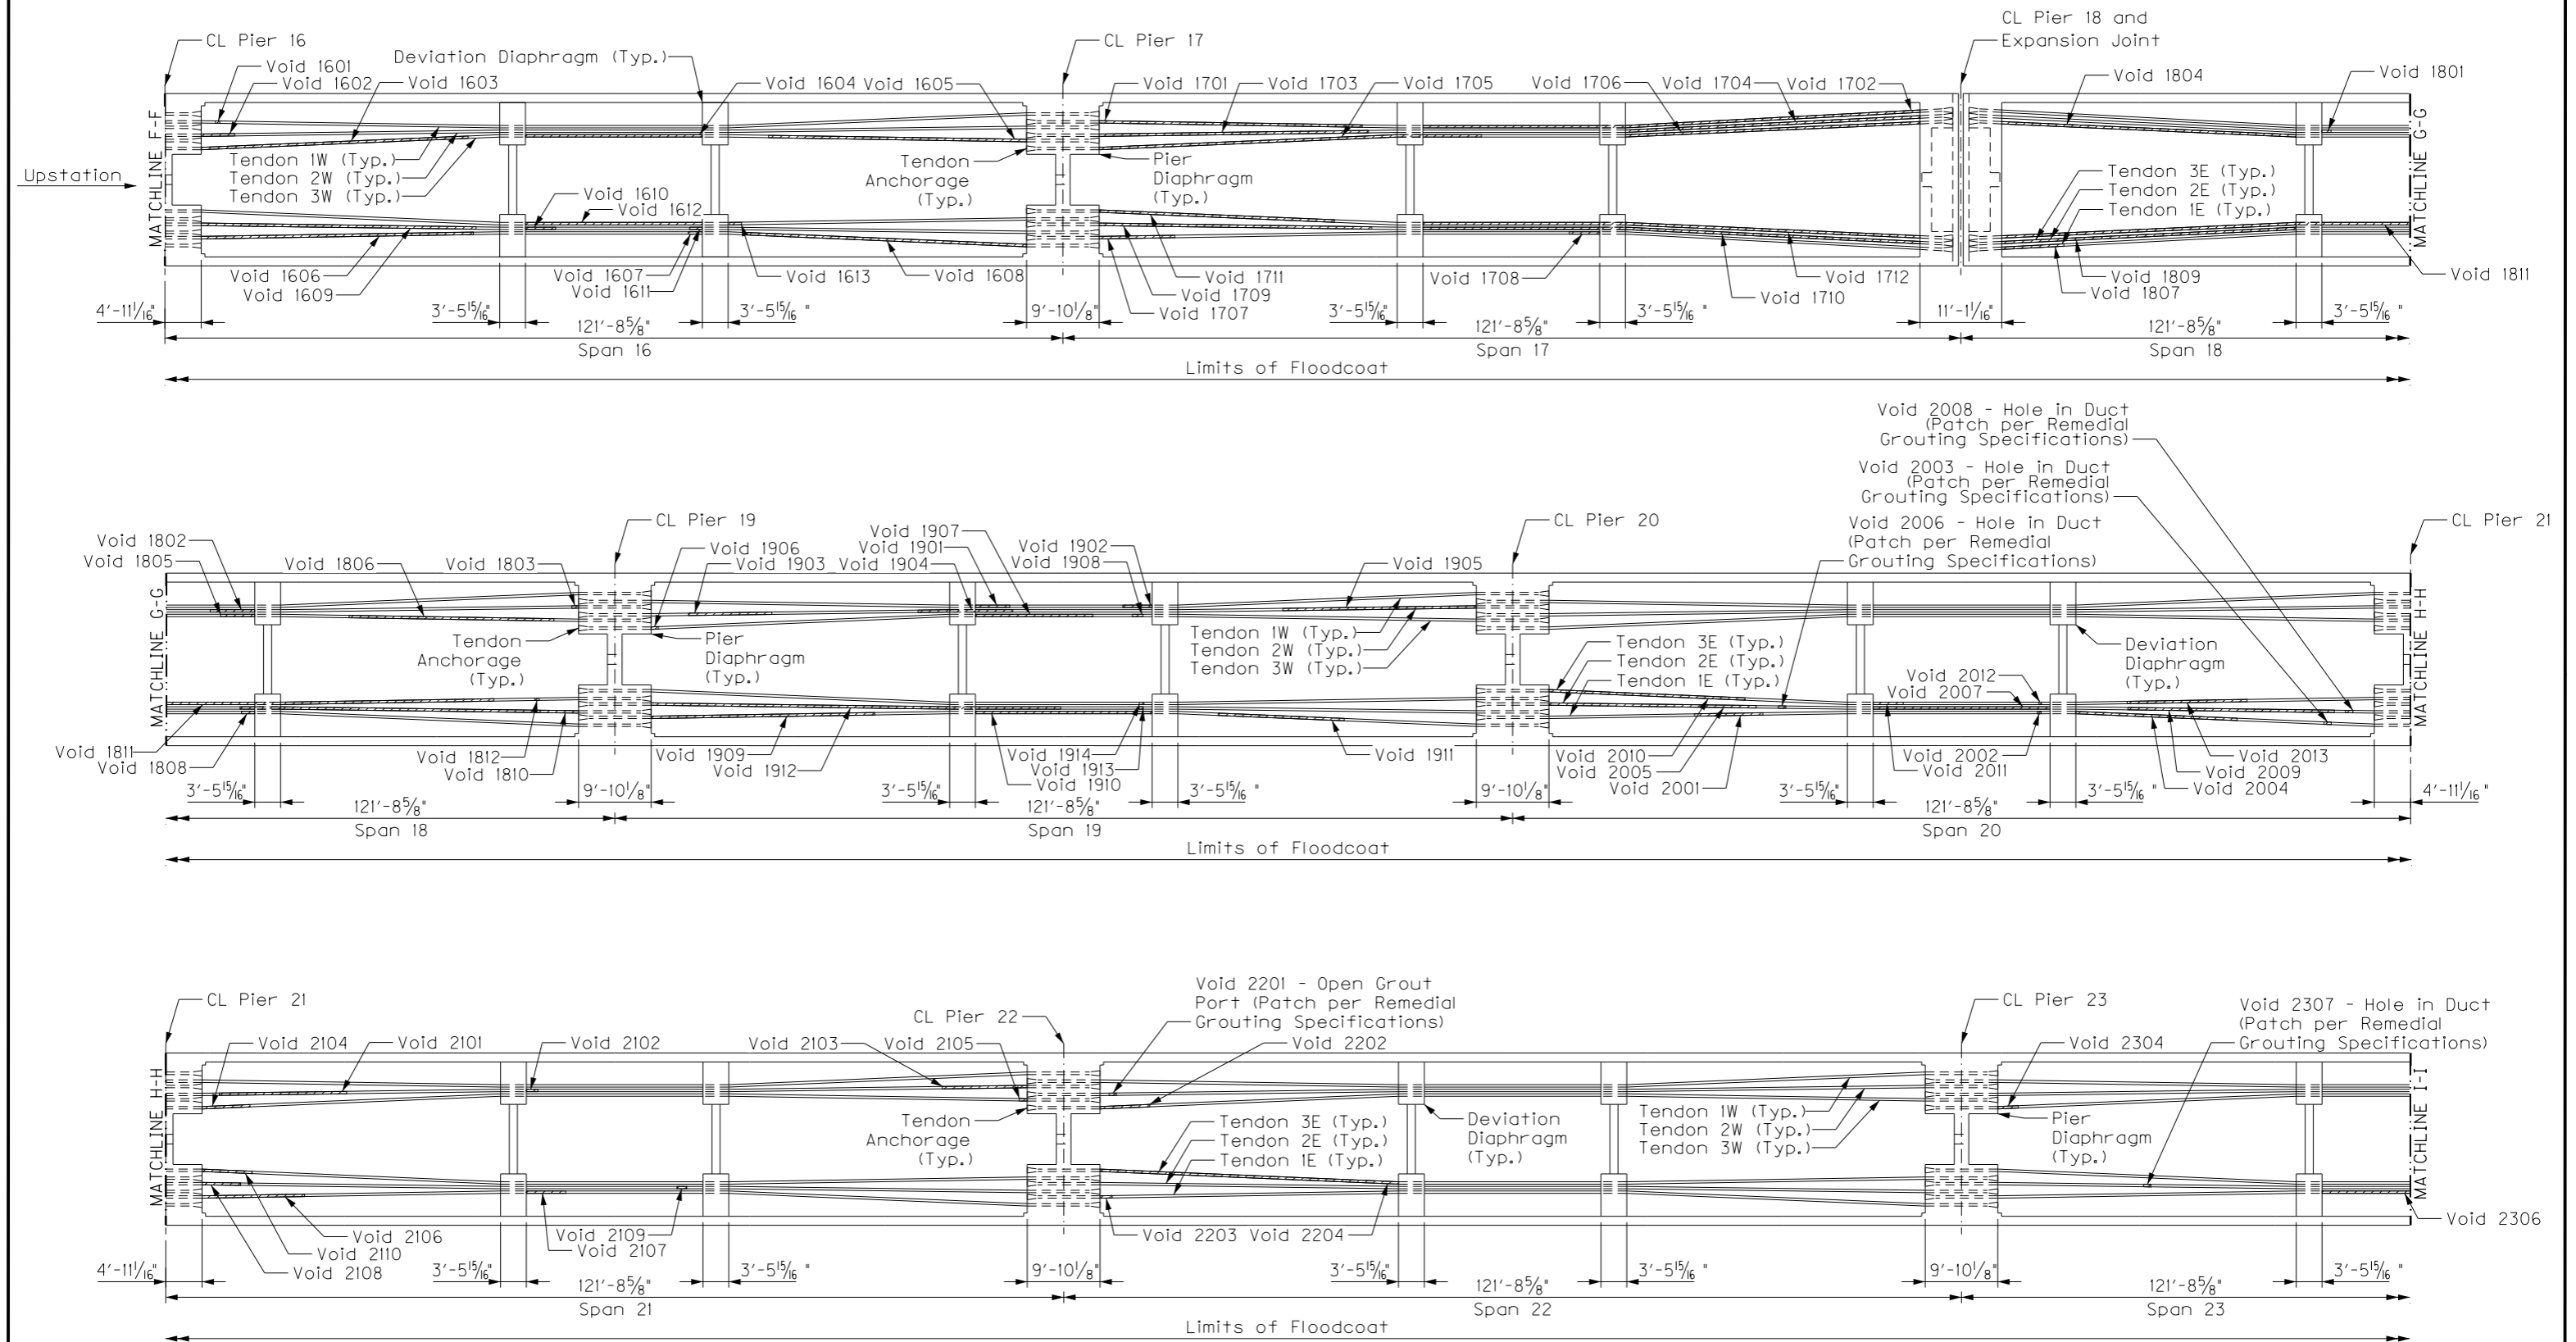 CL Pier 18 and
Expansion Joint
CL Pier 16
Deviation Diaphragm (Typ.)
CL Pier 17
Void 1601
Void 1602
Void 1603
Void 1604
Void 1605
Void 1701
Void 1703
Void 1705
Void 1706
Void 1704
Void 1702
Void 1804
Void 1801
MATCHLINE F-F
Upstation
Tendon 1W (Typ.)
Tendon 2W (Typ.)
Tendon 3W (Typ.)
Tendon
Anchorage
(Typ.)
Pier
Diaphragm
(Typ.)
Tendon 3E (Typ.)
Tendon 2E (Typ.)
Tendon 1E (Typ.)
MATCHLINE G-G
Void 1610
Void 1612
Void 1606
Void 1609
Void 1607
Void 1611
Void 1613
Void 1608
Void 1711
Void 1709
Void 1707
Void 1708
Void 1712
Void 1710
Void 1809
Void 1807
Void 1811
4'-11 1/16"
3'-5 15/16"
121'-8 5/8"
3'-5 15/16 "
9'-10 1/8"
3'-5 15/16"
121'-8 5/8"
3'-5 15/16 "
11'-1 1/16"
121'-8 5/8"
3'-5 15/16 "
Span 16
Span 17
Span 18
Limits of Floodcoat
Void 2008 - Hole in Duct
(Patch per Remedial
Grouting Specifications)
Void 2003 - Hole in Duct
(Patch per Remedial
Grouting Specifications)
Void 2006 - Hole in Duct
(Patch per Remedial
Grouting Specifications)
CL Pier 19
CL Pier 20
CL Pier 21
Void 1802
Void 1805
Void 1806
Void 1803
Void 1906
Void 1903
Void 1907
Void 1901
Void 1904
Void 1902
Void 1908
Void 1905
MATCHLINE G-G
Tendon
Anchorage
(Typ.)
Pier
Diaphragm
(Typ.)
Tendon 1W (Typ.)
Tendon 2W (Typ.)
Tendon 3W (Typ.)
Tendon 3E (Typ.)
Tendon 2E (Typ.)
Tendon 1E (Typ.)
Void 2012
Void 2007
Deviation
Diaphragm
(Typ.)
MATCHLINE H-H
Void 1811
Void 1808
Void 1812
Void 1810
Void 1909
Void 1912
Void 1914
Void 1913
Void 1910
Void 1911
Void 2010
Void 2005
Void 2001
Void 2002
Void 2011
Void 2013
Void 2009
Void 2004
3'-5 15/16"
121'-8 5/8"
9'-10 1/8"
3'-5 15/16"
121'-8 5/8"
3'-5 15/16 "
9'-10 1/8"
3'-5 15/16"
121'-8 5/8"
3'-5 15/16 "
4'-11 1/16"
Span 18
Span 19
Span 20
Limits of Floodcoat
Void 2201 - Open Grout
Port (Patch per Remedial
Grouting Specifications)
Void 2307 - Hole in Duct
(Patch per Remedial
Grouting Specifications)
CL Pier 21
CL Pier 22
CL Pier 23
Void 2104
Void 2101
Void 2102
Void 2103
Void 2105
Void 2202
Void 2304
MATCHLINE H-H
Tendon
Anchorage
(Typ.)
Tendon 3E (Typ.)
Tendon 2E (Typ.)
Tendon 1E (Typ.)
Deviation
Diaphragm
(Typ.)
Tendon 1W (Typ.)
Tendon 2W (Typ.)
Tendon 3W (Typ.)
Pier
Diaphragm
(Typ.)
MATCHLINE I-I
Void 2106
Void 2110
Void 2108
Void 2109
Void 2107
Void 2203
Void 2204
Void 2306
4'-11 1/16"
3'-5 15/16"
121'-8 5/8"
3'-5 15/16 "
9'-10 1/8"
3'-5 15/16"
121'-8 5/8"
3'-5 15/16 "
9'-10 1/8"
121'-8 5/8"
3'-5 15/16 "
Span 21
Span 22
Span 23
Limits of Floodcoat